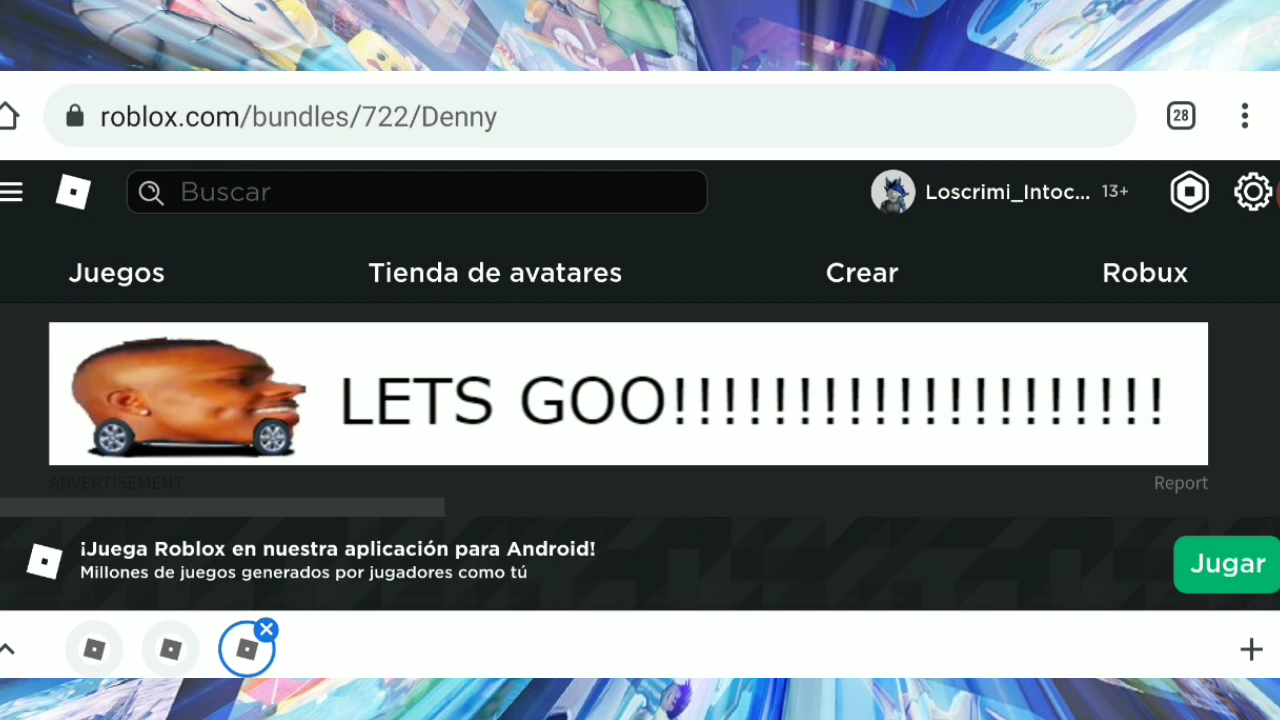 roblox.com/bundles/722/Denny
28
Buscar
Loscrimi_Intoc... 13+
Juegos Tienda de avatares Crear Robux
LETS GOO!!!!!!!!!!!!!!!!!!!!
ADVERTISEMENT
Report
¡Juega Roblox en nuestra aplicación para Android!
Millones de juegos generados por jugadores como tú
Jugar